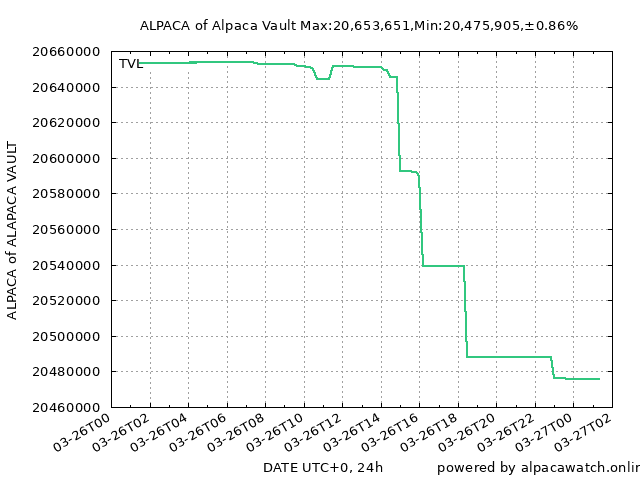 ALPACA of Alpaca Vault Max:20,653,651,Min:20,475,905,±0.86%
TVL
20660000
20640000
20620000
20600000
20580000
20560000
20540000
20520000
20500000
20480000
20460000
ALPACA of ALAPACA VAULT
03-26T00
03-26T02
03-26T04
03-26T06
03-26T08
03-26T10
03-26T12
03-26T14
03-26T16
03-26T18
03-26T20
03-26T22
03-27T00
03-27T02
DATE UTC+0, 24h
powered by alpacawatch.onlin